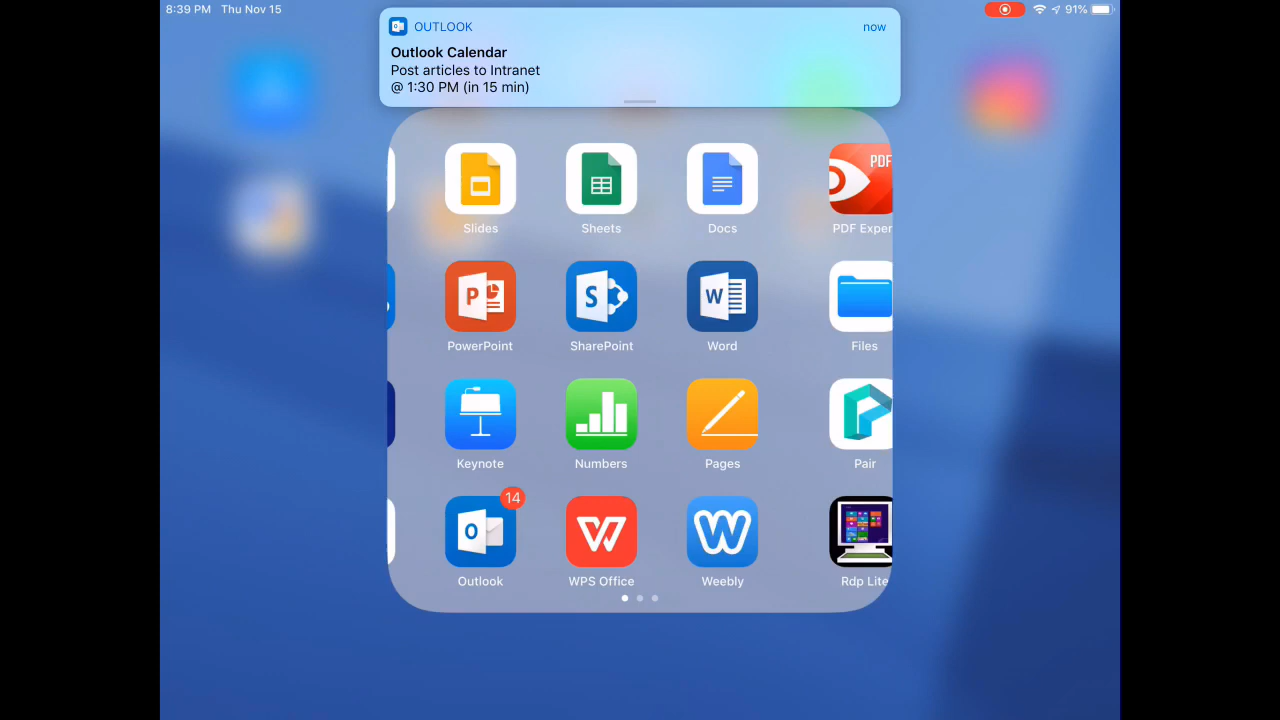 8:39 PM Thu Nov 15
91%
OUTLOOK
now
Outlook Calendar
Post articles to Intranet
@ 1:30 PM (in 15 min)
PDF
Slides
Sheets
Docs
PDF Exper
P
S
W
PowerPoint
SharePoint
Word
Files
Keynote
Numbers
Pages
Pair
14
O
W
W
Outlook
WPS Office
Weebly
Rdp Lite